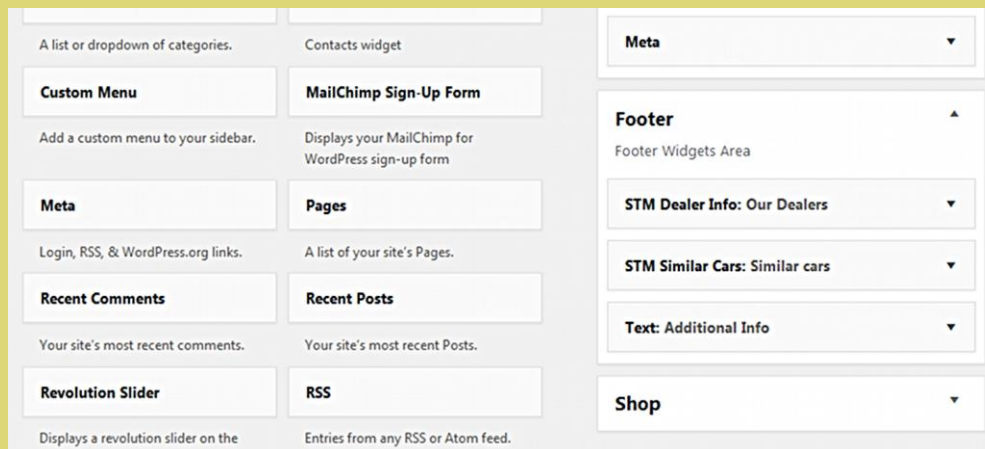 A list or dropdown of categories.
Contacts widget
Custom Menu
MailChimp Sign-Up Form
Add a custom menu to your sidebar.
Displays your MailChimp for
WordPress sign-up form
Meta
Pages
Login, RSS, & WordPress.org links.
A list of your site's Pages.
Recent Comments
Recent Posts
Your site's most recent comments.
Your site's most recent Posts.
Revolution Slider
RSS
Displays a revolution slider on the
Entries from any RSS or Atom feed.
Meta
Footer
Footer Widgets Area
STM Dealer Info: Our Dealers
STM Similar Cars: Similar cars
Text: Additional Info
Shop